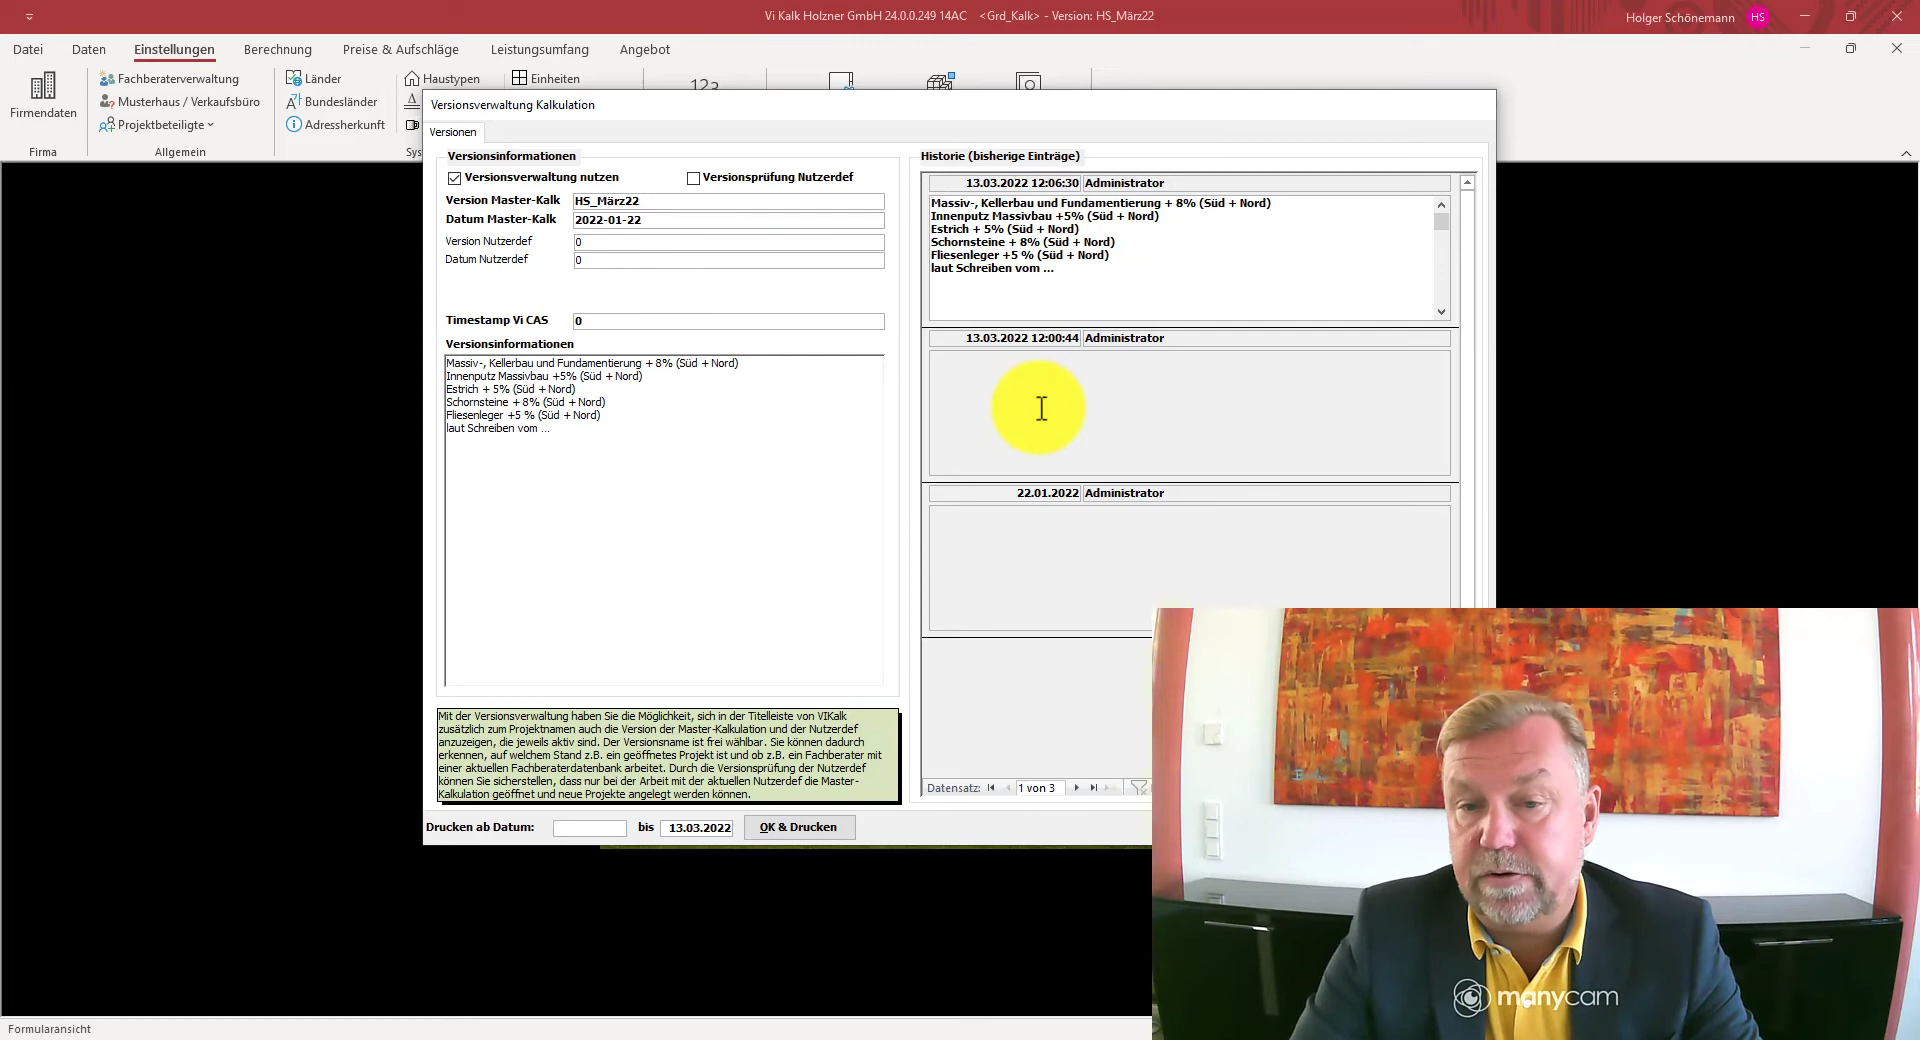 Vi Kalk Holzner GmbH 24.0.0.249 14AC <Grd_Kalk> - Version: HS_März22
Holger Schönemann HS
Datei Daten Einstellungen Berechnung Preise & Aufschläge Leistungsumfang Angebot
Firmendaten
Firma
Fachberaterverwaltung
Musterhaus / Verkaufsbüro
Projektbeteiligte
Allgemein
Länder
Bundesländer
Adressherkunft
Haustypen
Einheiten
Sys
123
Versionsverwaltung Kalkulation
Versionen
Versionsinformationen
Versionsverwaltung nutzen
Versionsprüfung Nutzerdef
Version Master-Kalk HS_März22
Datum Master-Kalk 2022-01-22
Version Nutzerdef 0
Datum Nutzerdef 0
Timestamp Vi CAS 0
Versionsinformationen
Massiv-, Kellerbau und Fundamentierung + 8% (Süd + Nord)
Innenputz Massivbau +5% (Süd + Nord)
Estrich + 5% (Süd + Nord)
Schornsteine + 8% (Süd + Nord)
Fliesenleger +5 % (Süd + Nord)
laut Schreiben vom ...
Mit der Versionsverwaltung haben Sie die Möglichkeit, sich in der Titelleiste von VIKalk
zusätzlich zum Projektnamen auch die Version der Master-Kalkulation und der Nutzerdef
anzuzeigen, die jeweils aktiv sind. Der Versionsname ist frei wählbar. Sie können dadurch
erkennen, auf welchem Stand z.B. ein geöffnetes Projekt ist und ob z.B. ein Fachberater mit
einer aktuellen Fachberaterdatenbank arbeitet. Durch die Versionsprüfung der Nutzerdef
können Sie sicherstellen, dass nur bei der Arbeit mit der aktuellen Nutzerdef die Master-
Kalkulation geöffnet und neue Projekte angelegt werden können.
Historie (bisherige Einträge)
13.03.2022 12:06:30 Administrator
Massiv-, Kellerbau und Fundamentierung + 8% (Süd + Nord)
Innenputz Massivbau +5% (Süd + Nord)
Estrich + 5% (Süd + Nord)
Schornsteine + 8% (Süd + Nord)
Fliesenleger +5 % (Süd + Nord)
laut Schreiben vom ...
13.03.2022 12:00:44 Administrator
22.01.2022 Administrator
Datensatz: 1 von 3
Drucken ab Datum: bis 13.03.2022 OK & Drucken
manycam
Formularansicht